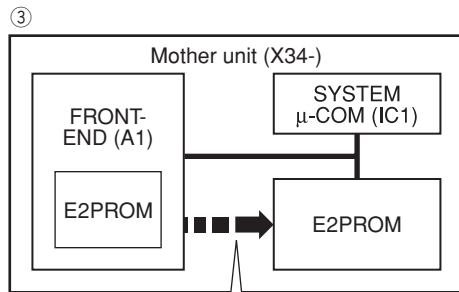 ③
Mother unit (X34-)
FRONT-
END (A1)
E2PROM
SYSTEM
μ-COM (IC1)
E2PROM